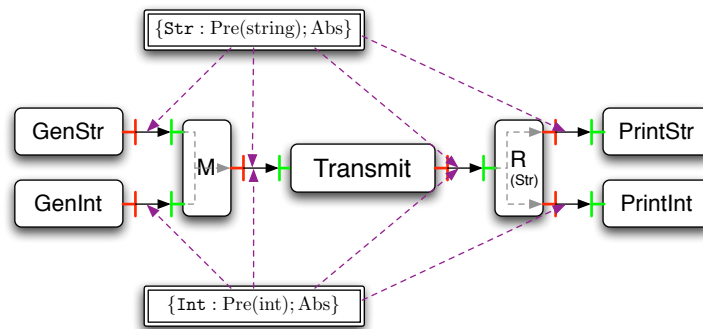 {Str : Pre(string); Abs}
GenStr
GenInt
M
Transmit
R
(Str)
PrintStr
PrintInt
{Int : Pre(int); Abs}